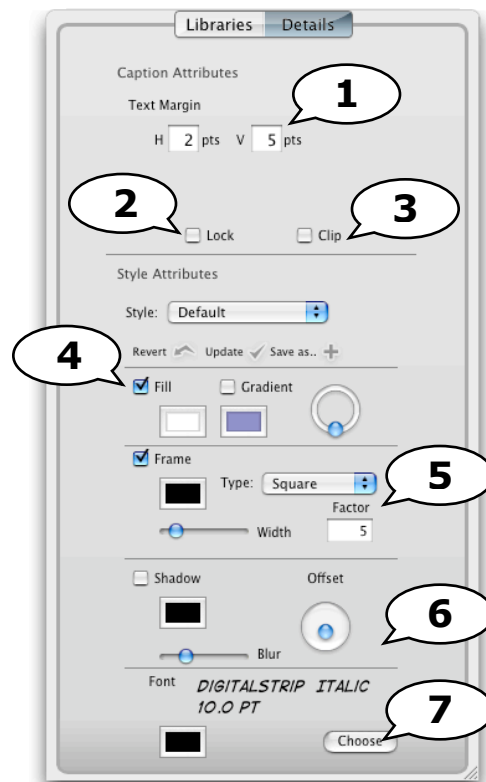 Libraries Details
Caption Attributes
1
Text Margin
H 2 pts V 5 pts
2
3
Lock Clip
Style Attributes
Style: Default
Revert Update Save as..
4
Fill Gradient
Frame
Type: Square
5
Factor
Width 5
Shadow Offset
6
Blur
Font DIGITALSTRIP ITALIC
10.0 PT
7
Choose